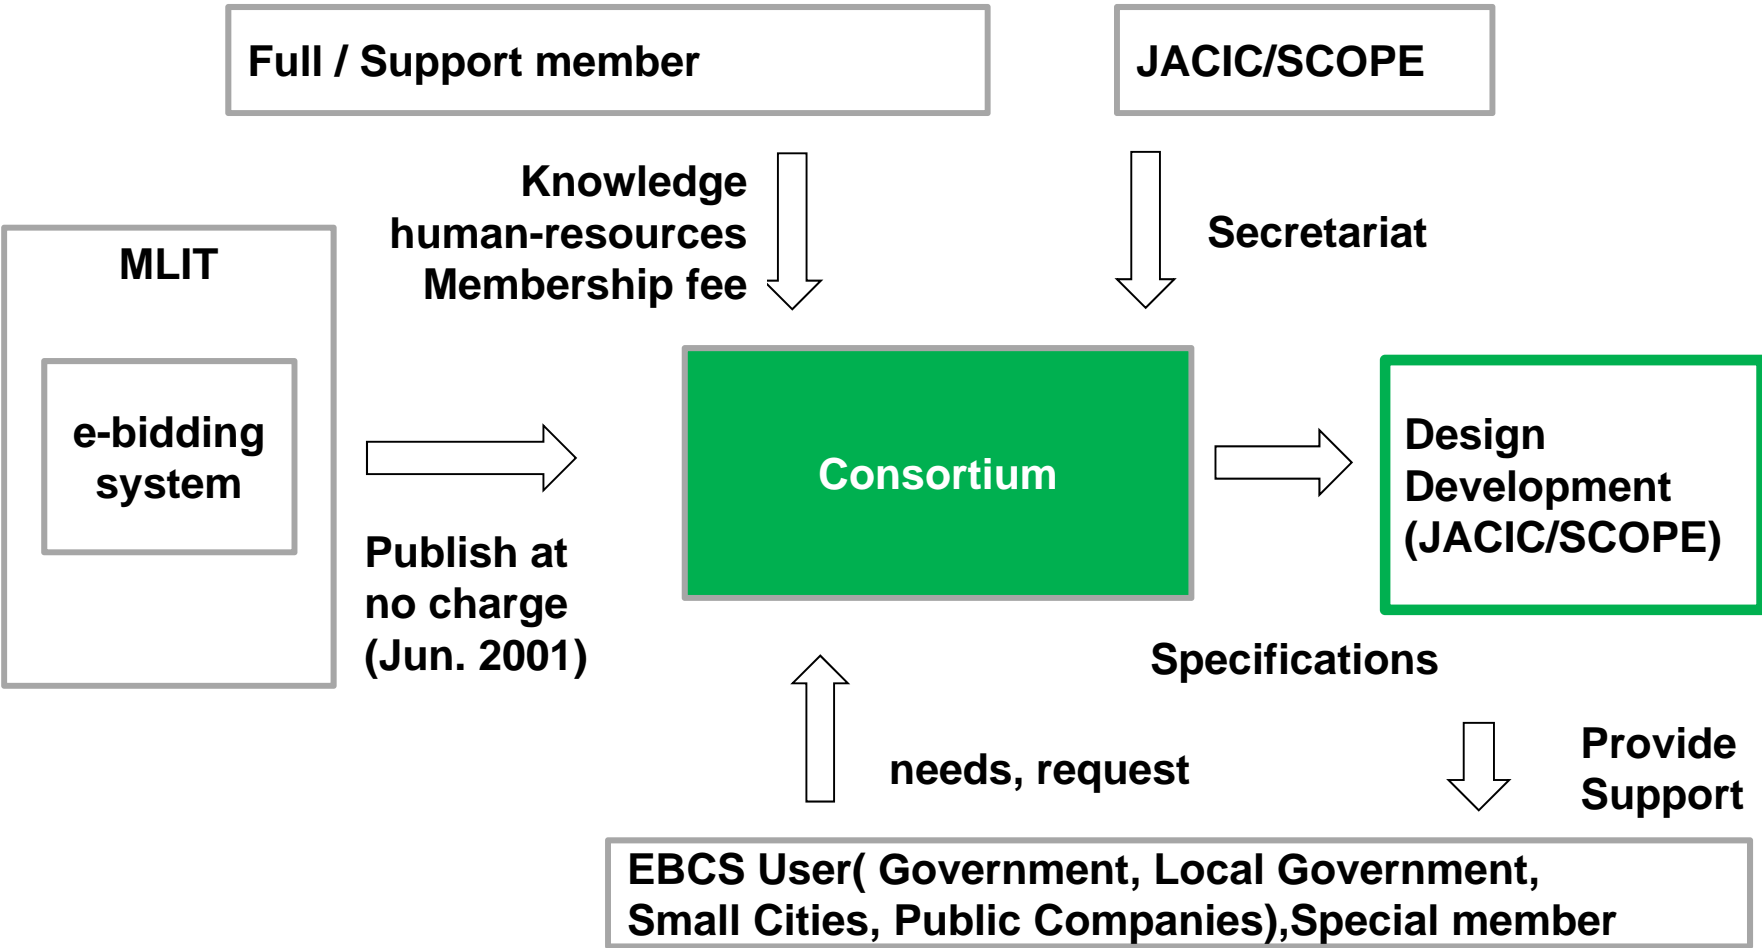 Full / Support member
JACIC/SCOPE
Knowledge
human-resources
Membership fee
Secretariat
MLIT
e-bidding
system
Publish at
no charge
(Jun. 2001)
Consortium
Design
Development
(JACIC/SCOPE)
Specifications
needs, request
Provide
Support
EBCS User( Government, Local Government,
Small Cities, Public Companies),Special member